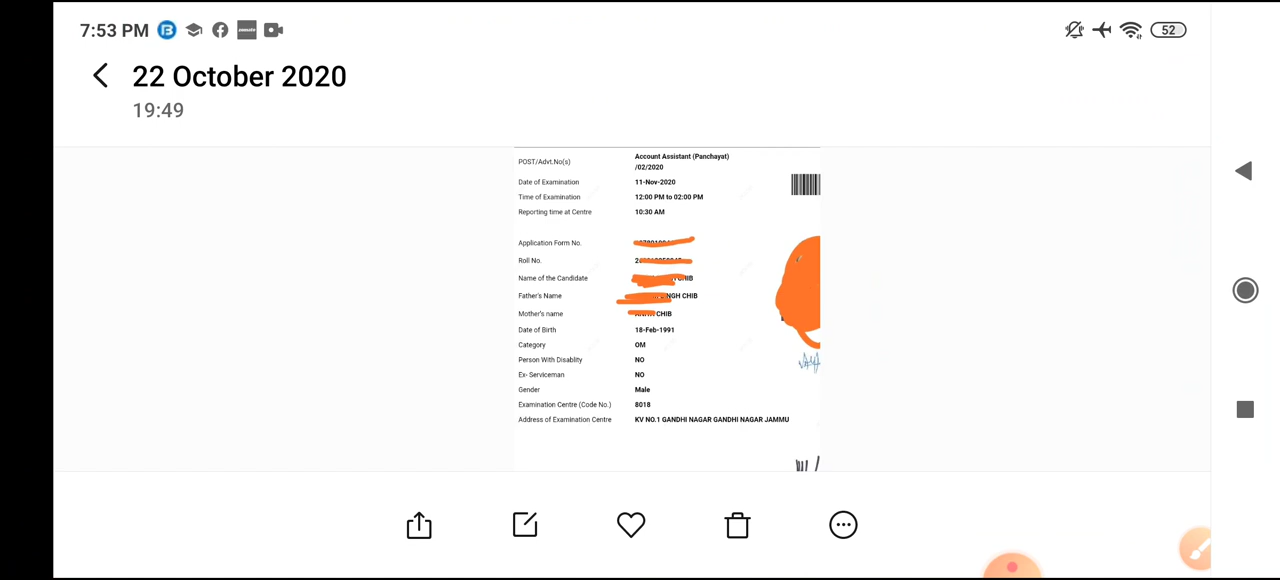 7:53 PM
52
22 October 2020
19:49
POST/Advt.No(s) Account Assistant (Panchayat)
/02/2020
Date of Examination 11-Nov-2020
Time of Examination 12:00 PM to 02:00 PM
Reporting time at Centre 10:30 AM
Application Form No.
Roll No.
Name of the Candidate CHIB
Father's Name SINGH CHIB
Mother's name CHIB
Date of Birth 18-Feb-1991
Category OM
Person With Disablity NO
Ex- Serviceman NO
Gender Male
Examination Centre (Code No.) 8018
Address of Examination Centre KV NO.1 GANDHI NAGAR GANDHI NAGAR JAMMU